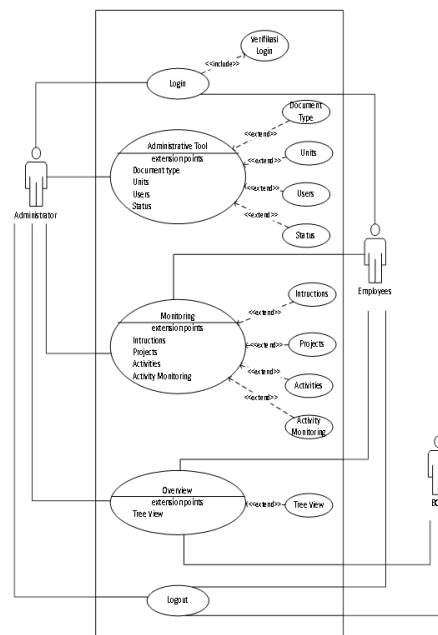 Verifikasi
Login
<<include>>
Login
Document
Type
<<extend>>
Administrative Tool
extension points
Document type
Units
Users
Status
Units
<<extend>>
Users
<<extend>>
<<extend>>
Status
Administrator
Employees
Intructions
<<extend>>
Monitoring
extension points
Intructions
Projects
Activities
Activity Monitoring
Projects
<<extend>>
<<extend>>
Activities
<<extend>>
Activity
Monitoring
Overview
extension points
Tree View
<<extend>>
Tree View
Logout